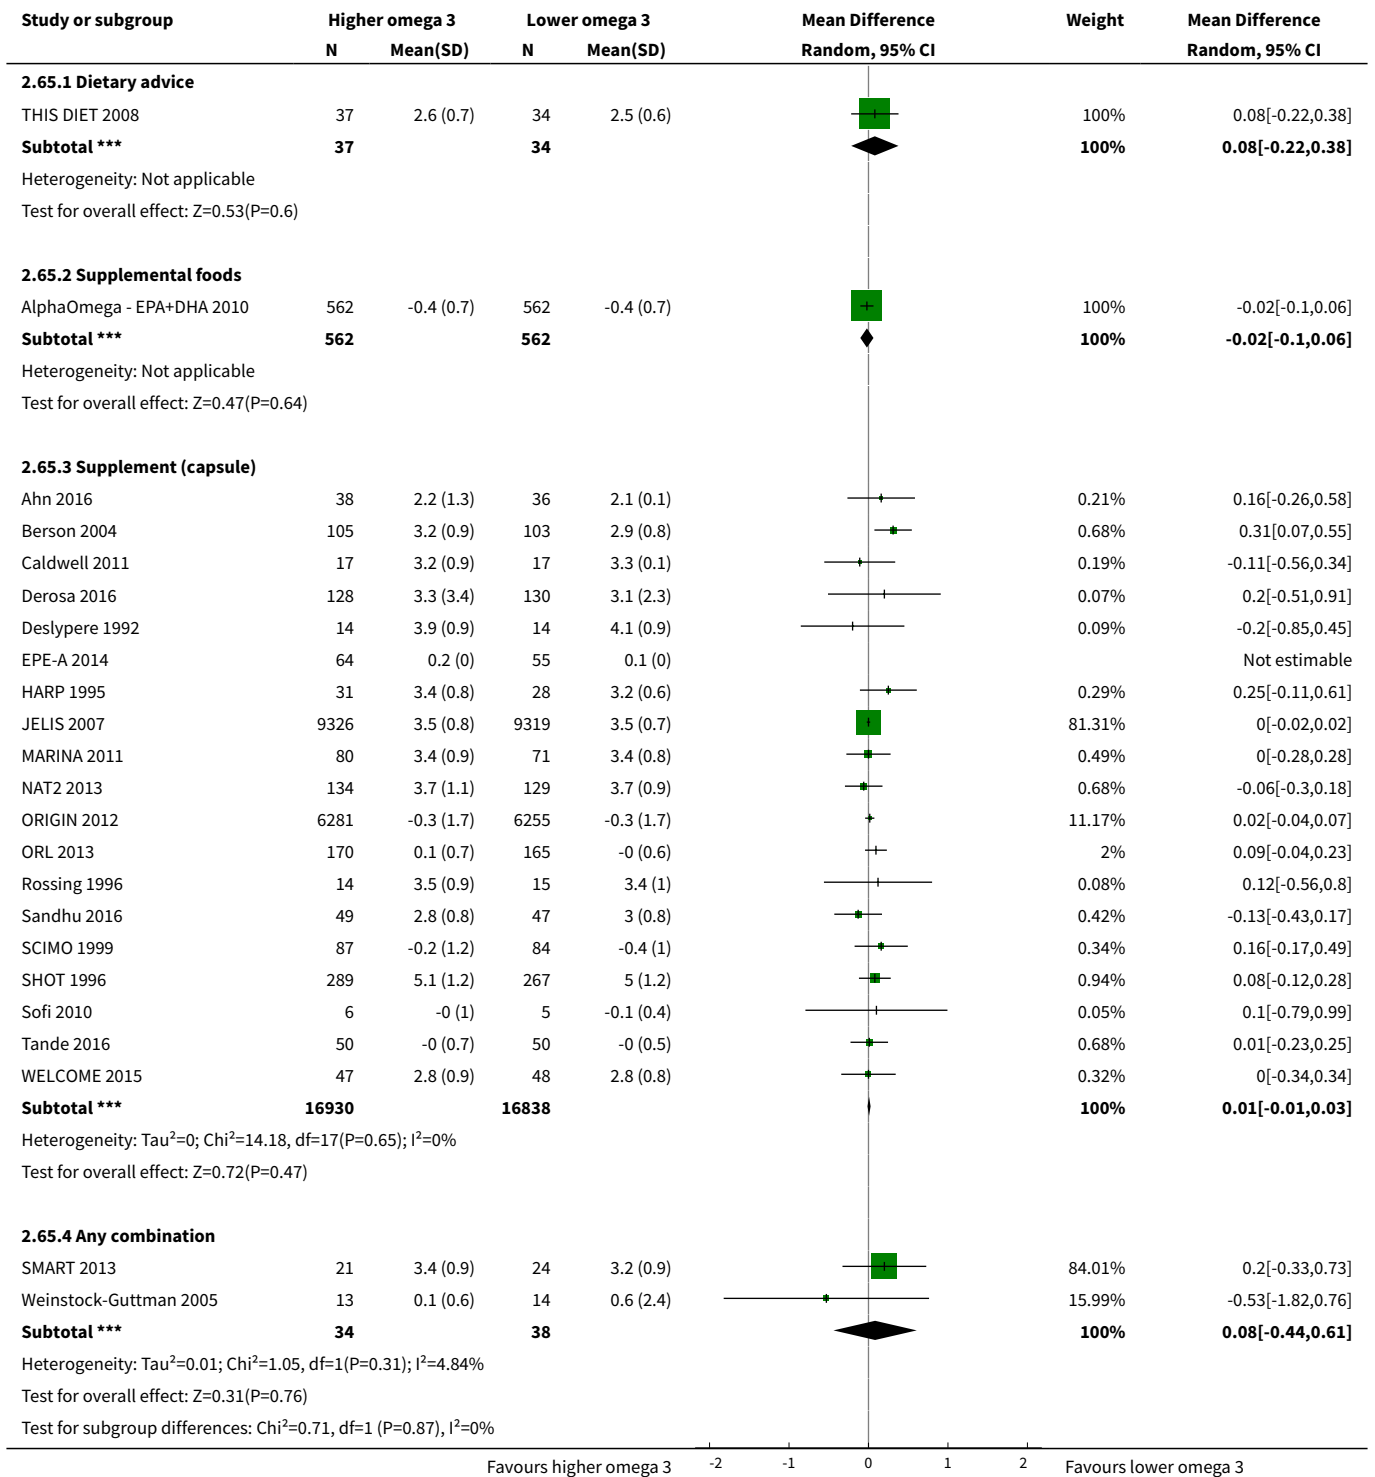 Study or subgroup Higher omega 3 Lower omega 3 Mean Difference Weight Mean Difference
N Mean(SD) N Mean(SD) Random, 95% CI Random, 95% CI
2.65.1 Dietary advice
THIS DIET 2008 37 2.6 (0.7) 34 2.5 (0.6) 100% 0.08[-0.22,0.38]
Subtotal *** 37 34 100% 0.08[-0.22,0.38]
Heterogeneity: Not applicable
Test for overall effect: Z=0.53(P=0.6)
2.65.2 Supplemental foods
AlphaOmega - EPA+DHA 2010 562 -0.4 (0.7) 562 -0.4 (0.7) 100% -0.02[-0.1,0.06]
Subtotal *** 562 562 100% -0.02[-0.1,0.06]
Heterogeneity: Not applicable
Test for overall effect: Z=0.47(P=0.64)
2.65.3 Supplement (capsule)
Ahn 2016 38 2.2 (1.3) 36 2.1 (0.1) 0.21% 0.16[-0.26,0.58]
Berson 2004 105 3.2 (0.9) 103 2.9 (0.8) 0.68% 0.31[0.07,0.55]
Caldwell 2011 17 3.2 (0.9) 17 3.3 (0.1) 0.19% -0.11[-0.56,0.34]
Derosa 2016 128 3.3 (3.4) 130 3.1 (2.3) 0.07% 0.2[-0.51,0.91]
Deslypere 1992 14 3.9 (0.9) 14 4.1 (0.9) 0.09% -0.2[-0.85,0.45]
EPE-A 2014 64 0.2 (0) 55 0.1 (0) Not estimable
HARP 1995 31 3.4 (0.8) 28 3.2 (0.6) 0.29% 0.25[-0.11,0.61]
JELIS 2007 9326 3.5 (0.8) 9319 3.5 (0.7) 81.31% 0[-0.02,0.02]
MARINA 2011 80 3.4 (0.9) 71 3.4 (0.8) 0.49% 0[-0.28,0.28]
NAT2 2013 134 3.7 (1.1) 129 3.7 (0.9) 0.68% -0.06[-0.3,0.18]
ORIGIN 2012 6281 -0.3 (1.7) 6255 -0.3 (1.7) 11.17% 0.02[-0.04,0.07]
ORL 2013 170 0.1 (0.7) 165 -0 (0.6) 2% 0.09[-0.04,0.23]
Rossing 1996 14 3.5 (0.9) 15 3.4 (1) 0.08% 0.12[-0.56,0.8]
Sandhu 2016 49 2.8 (0.8) 47 3 (0.8) 0.42% -0.13[-0.43,0.17]
SCIMO 1999 87 -0.2 (1.2) 84 -0.4 (1) 0.34% 0.16[-0.17,0.49]
SHOT 1996 289 5.1 (1.2) 267 5 (1.2) 0.94% 0.08[-0.12,0.28]
Sofi 2010 6 -0 (1) 5 -0.1 (0.4) 0.05% 0.1[-0.79,0.99]
Tande 2016 50 -0 (0.7) 50 -0 (0.5) 0.68% 0.01[-0.23,0.25]
WELCOME 2015 47 2.8 (0.9) 48 2.8 (0.8) 0.32% 0[-0.34,0.34]
Subtotal *** 16930 16838 100% 0.01[-0.01,0.03]
Heterogeneity: Tau²=0; Chi²=14.18, df=17(P=0.65); I²=0%
Test for overall effect: Z=0.72(P=0.47)
2.65.4 Any combination
SMART 2013 21 3.4 (0.9) 24 3.2 (0.9) 84.01% 0.2[-0.33,0.73]
Weinstock-Guttman 2005 13 0.1 (0.6) 14 0.6 (2.4) 15.99% -0.53[-1.82,0.76]
Subtotal *** 34 38 100% 0.08[-0.44,0.61]
Heterogeneity: Tau²=0.01; Chi²=1.05, df=1(P=0.31); I²=4.84%
Test for overall effect: Z=0.31(P=0.76)
Test for subgroup differences: Chi²=0.71, df=1 (P=0.87), I²=0%
Favours higher omega 3 -2 -1 0 1 2 Favours lower omega 3